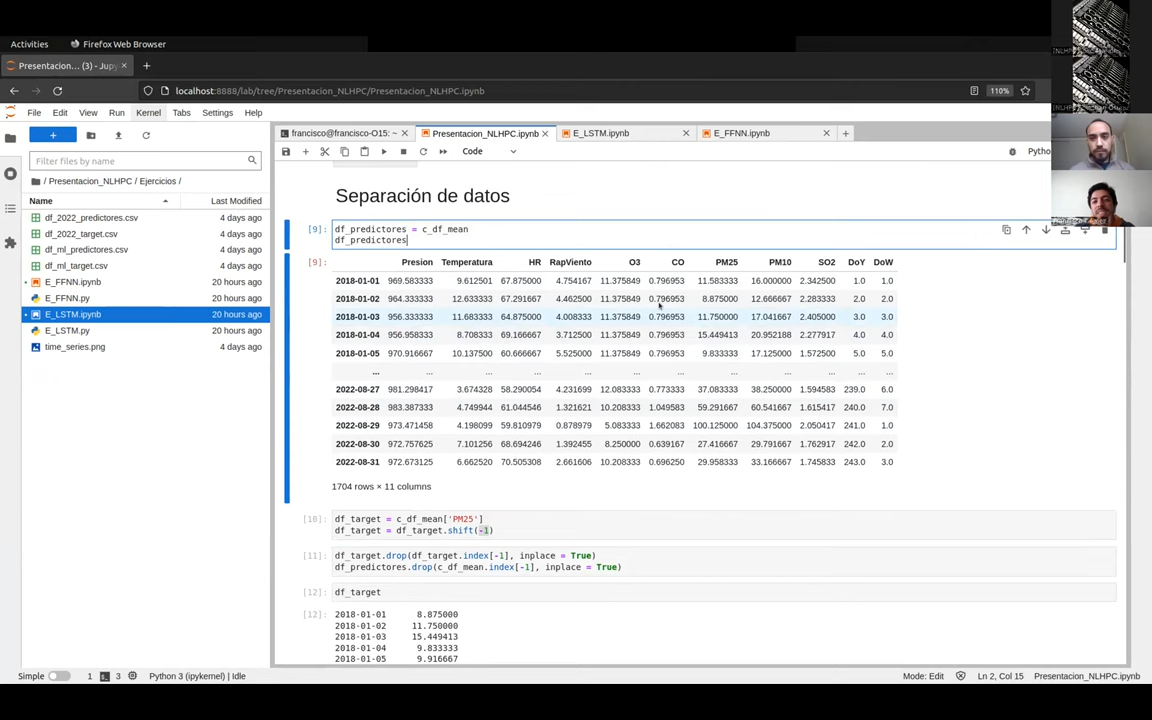 Activities
Firefox Web Browser
Presentacion... (3) - Jupy
localhost:8888/lab/tree/Presentacion_NLHPC/Presentacion_NLHPC.ipynb
110%
File Edit View Run Kernel Tabs Settings Help
francisco@francisco-O15: ~
Presentacion_NLHPC.ipynb
E_LSTM.ipynb
E_FFNN.ipynb
Code
Filter files by name
/ Presentacion_NLHPC / Ejercicios /
Name Last Modified
df_2022_predictores.csv 4 days ago
df_2022_target.csv 4 days ago
df_ml_predictores.csv 4 days ago
df_ml_target.csv 4 days ago
E_FFNN.ipynb 20 hours ago
E_FFNN.py 20 hours ago
E_LSTM.ipynb 20 hours ago
E_LSTM.py 20 hours ago
time_series.png 4 days ago
Separación de datos
[9]: df_predictores = c_df_mean
df_predictores
[9]: Presion Temperatura HR RapViento O3 CO PM25 PM10 SO2 DoY DoW
2018-01-01 969.583333 9.612501 67.875000 4.754167 11.375849 0.796953 11.583333 16.000000 2.342500 1.0 1.0
2018-01-02 964.333333 12.633333 67.291667 4.462500 11.375849 0.796953 8.875000 12.666667 2.283333 2.0 2.0
2018-01-03 956.333333 11.683333 64.875000 4.008333 11.375849 0.796953 11.750000 17.041667 2.405000 3.0 3.0
2018-01-04 956.958333 8.708333 69.166667 3.712500 11.375849 0.796953 15.449413 20.952188 2.277917 4.0 4.0
2018-01-05 970.916667 10.137500 60.666667 5.525000 11.375849 0.796953 9.833333 17.125000 1.572500 5.0 5.0
... ... ... ... ... ... ... ... ... ... ... ...
2022-08-27 981.298417 3.674328 58.290054 4.231699 12.083333 0.773333 37.083333 38.250000 1.594583 239.0 6.0
2022-08-28 983.387333 4.749944 61.044546 1.321621 10.208333 1.049583 59.291667 60.541667 1.615417 240.0 7.0
2022-08-29 973.471458 4.198099 59.810000 0.878979 5.083333 1.662083 100.125000 104.375000 2.050417 241.0 1.0
2022-08-30 972.757625 7.101256 68.694246 1.392455 8.250000 0.639167 27.416667 29.791667 1.762917 242.0 2.0
2022-08-31 972.673125 6.662520 70.505308 2.661606 10.208333 0.696250 29.958333 33.166667 1.745833 243.0 3.0
1704 rows × 11 columns
[10]: df_target = c_df_mean['PM25']
df_target = df_target.shift(-1)
[11]: df_target.drop(df_target.index[-1], inplace = True)
df_predictores.drop(c_df_mean.index[-1], inplace = True)
[12]: df_target
[12]: 2018-01-01 8.875000
2018-01-02 11.750000
2018-01-03 15.449413
2018-01-04 9.833333
2018-01-05 9.916667
Simple 1 3 Python 3 (ipykernel) | Idle
Mode: Edit Ln 2, Col 15 Presentacion_NLHPC.ipynb